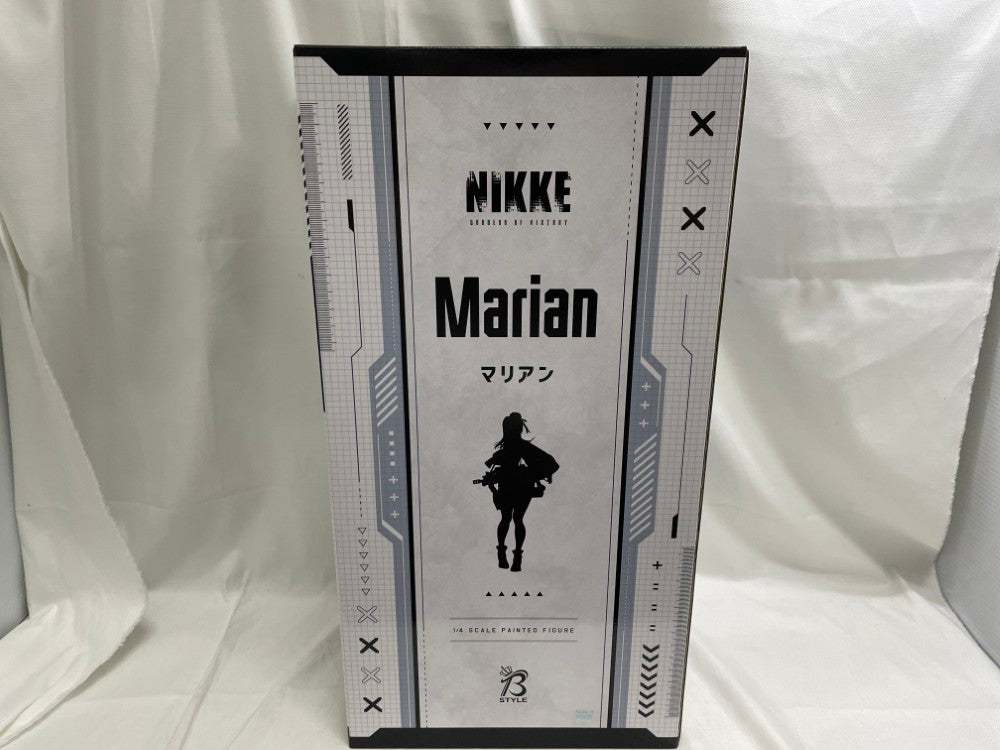 NIKKE
GODDESS OF VICTORY
Marian
マリアン
1/4 SCALE PAINTED FIGURE
B
STYLE